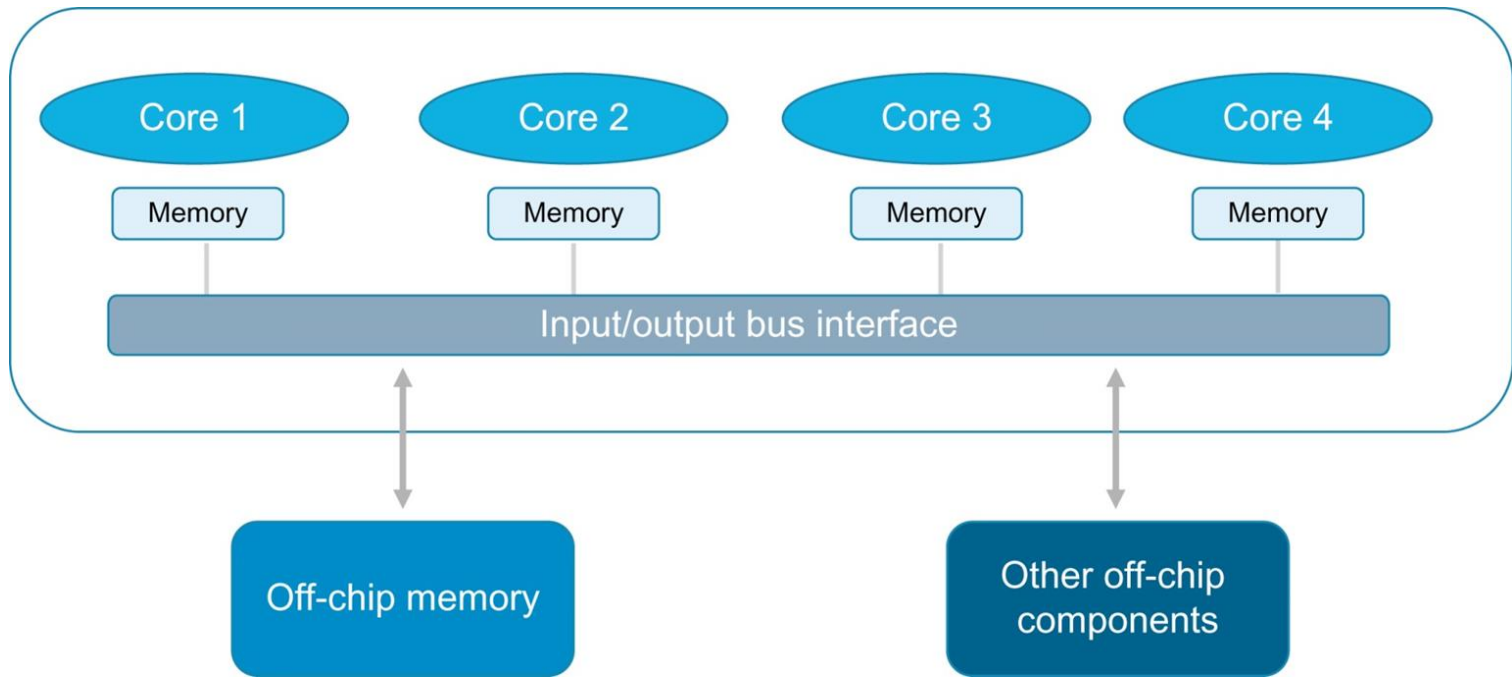 Core 1
Core 2
Core 3
Core 4
Memory
Memory
Memory
Memory
Input/output bus interface
Off-chip memory
Other off-chip
components